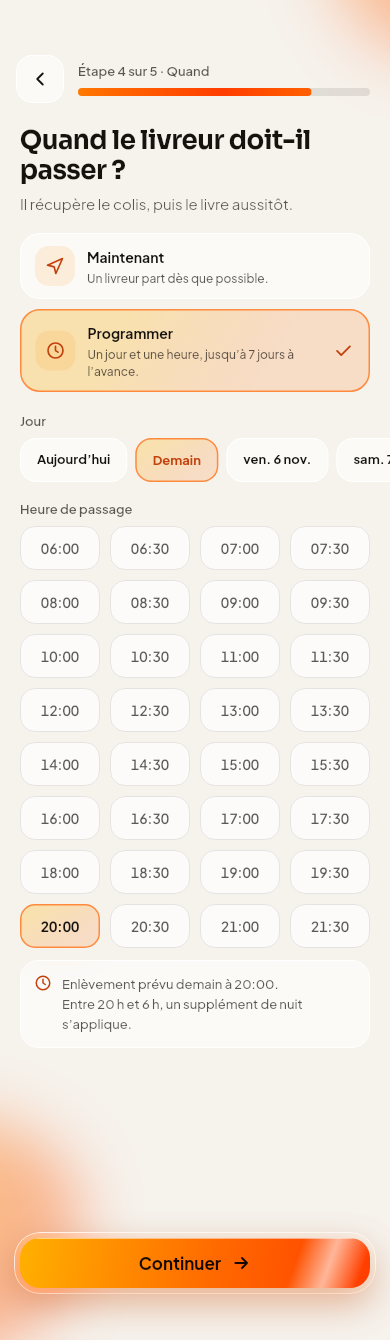 Étape 4 sur 5 · Quand
Quand le livreur doit-il
passer ?
Il récupère le colis, puis le livre aussitôt.
Maintenant
Un livreur part dès que possible.
Programmer
Un jour et une heure, jusqu'à 7 jours à
l'avance.
Jour
Aujourd'hui Demain ven. 6 nov. sam. 7
Heure de passage
06:00 06:30 07:00 07:30
08:00 08:30 09:00 09:30
10:00 10:30 11:00 11:30
12:00 12:30 13:00 13:30
14:00 14:30 15:00 15:30
16:00 16:30 17:00 17:30
18:00 18:30 19:00 19:30
20:00 20:30 21:00 21:30
Enlèvement prévu demain à 20:00.
Entre 20 h et 6 h, un supplément de nuit
s'applique.
Continuer